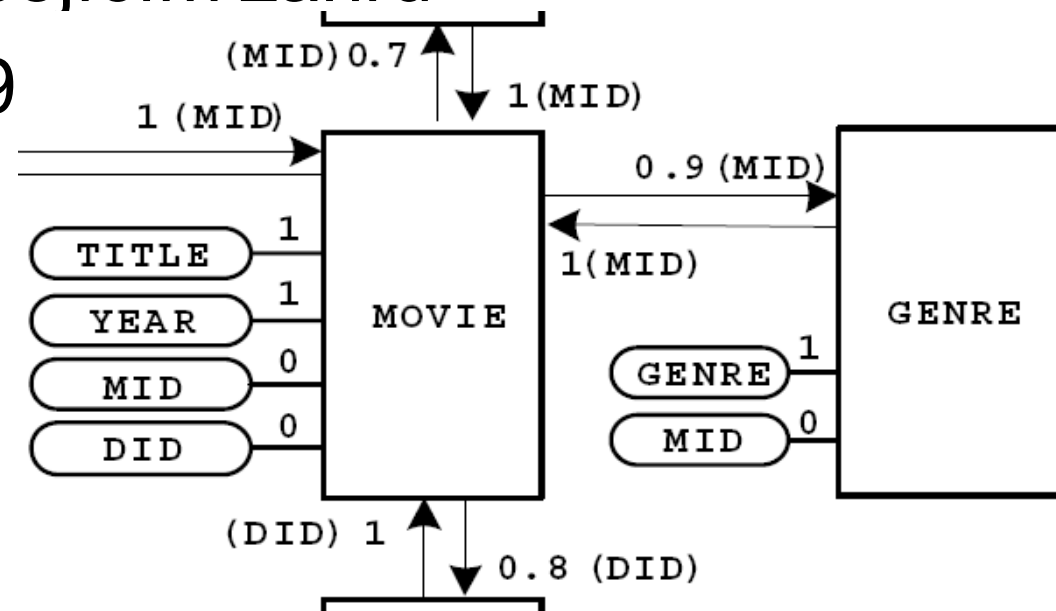 (MID) 0.7
1(MID)
9
1 (MID)
0.9 (MID)
1(MID)
TITLE 1
YEAR 1
MID 0
DID 0
MOVIE
GENRE
GENRE 1
MID 0
(DID) 1
0.8 (DID)